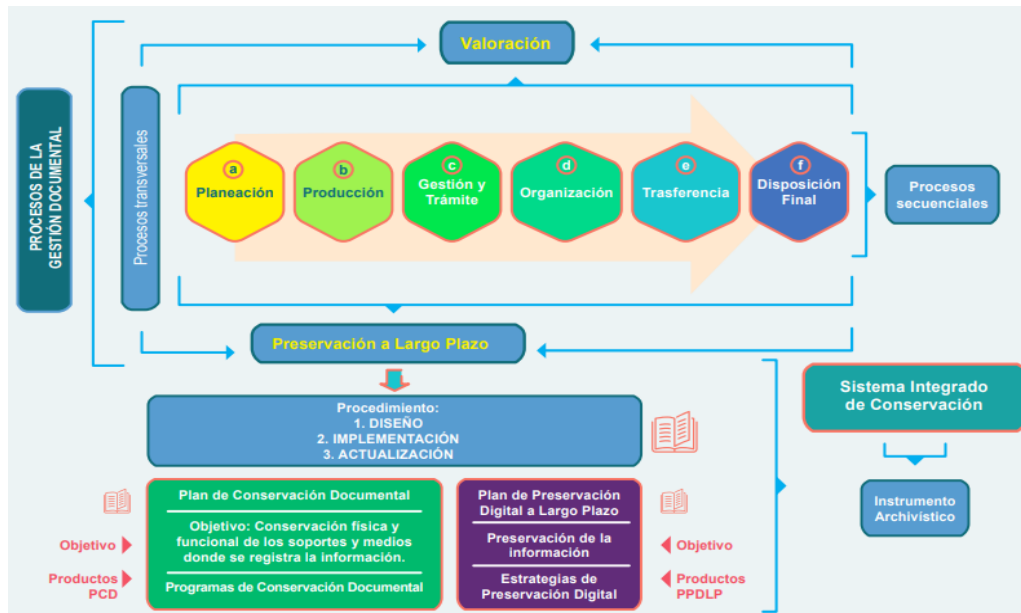 PROCESOS DE LA
GESTIÓN DOCUMENTAL
Procesos transversales
Valoración
a
Planeación
b
Producción
c
Gestión y
Trámite
d
Organización
e
Trasferencia
f
Disposición
Final
Procesos
secuenciales
Preservación a Largo Plazo
Procedimiento:
1. DISEÑO
2. IMPLEMENTACIÓN
3. ACTUALIZACIÓN
Sistema Integrado
de Conservación
Instrumento
Archivístico
Plan de Conservación Documental
Objetivo: Conservación física y
funcional de los soportes y medios
donde se registra la información.
Programas de Conservación Documental
Objetivo
Productos
PCD
Plan de Preservación
Digital a Largo Plazo
Preservación de la
información
Estrategias de
Preservación Digital
Objetivo
Productos
PPDLP